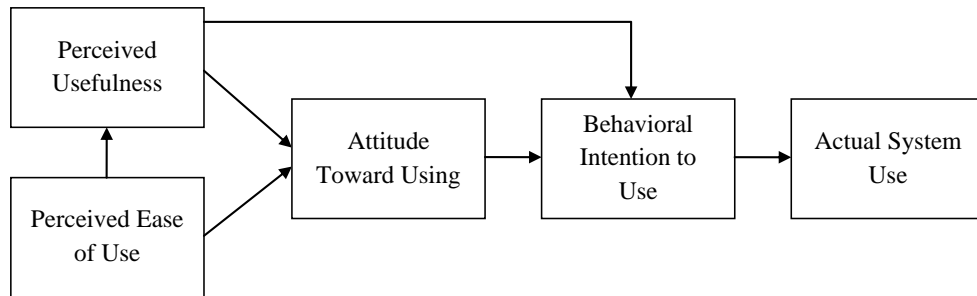 Perceived
Usefulness
Perceived Ease
of Use
Attitude
Toward Using
Behavioral
Intention to
Use
Actual System
Use